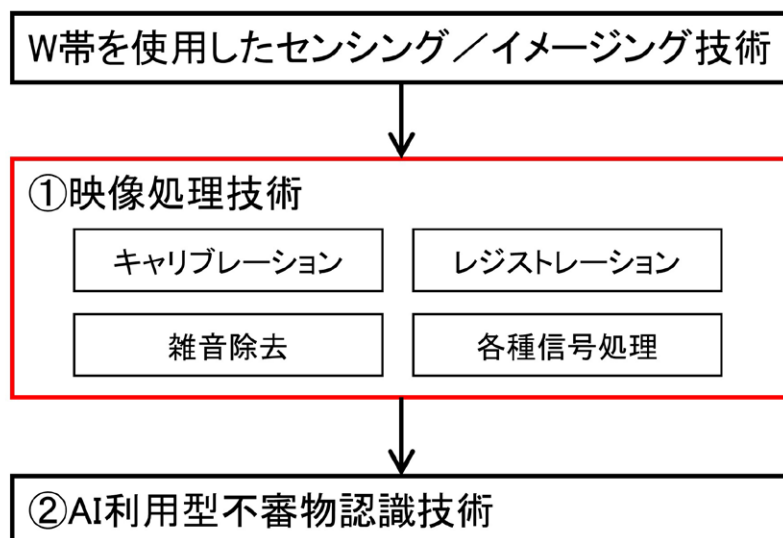 W帯を使用したセンシング／イメージング技術
①映像処理技術
キャリブレーション
レジストレーション
雑音除去
各種信号処理
②AI利用型不審物認識技術